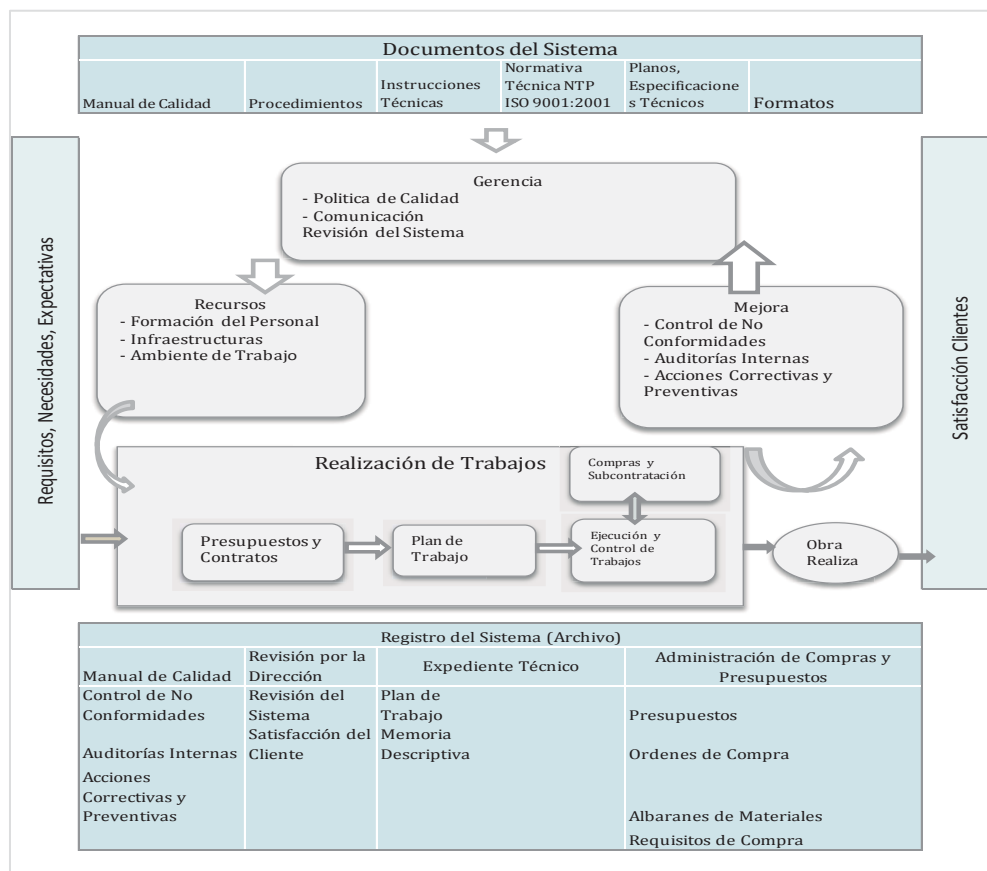 Documentos del Sistema
Manual de Calidad
Procedimientos
Instrucciones
Técnicas
Normativa
Técnica NTP
ISO 9001:2001
Planos,
Especificacione
s Técnicos
Formatos
Requisitos, Necesidades, Expectativas
Gerencia
- Politica de Calidad
- Comunicación
Revisión del Sistema
Satisfacción Clientes
Recursos
- Formación del Personal
- Infraestructuras
- Ambiente de Trabajo
Mejora
- Control de No
Conformidades
- Auditorías Internas
- Acciones Correctivas y
Preventivas
Realización de Trabajos
Compras y
Subcontratación
Presupuestos y
Contratos
Plan de
Trabajo
Ejecución y
Control de
Trabajos
Obra
Realiza
Registro del Sistema (Archivo)
Manual de Calidad
Revisión por la
Dirección
Expediente Técnico
Administración de Compras y
Presupuestos
Control de No
Conformidades
Auditorías Internas
Acciones
Correctivas y
Preventivas
Revisión del
Sistema
Satisfacción del
Cliente
Plan de
Trabajo
Memoria
Descriptiva
Presupuestos
Ordenes de Compra
Albaranes de Materiales
Requisitos de Compra